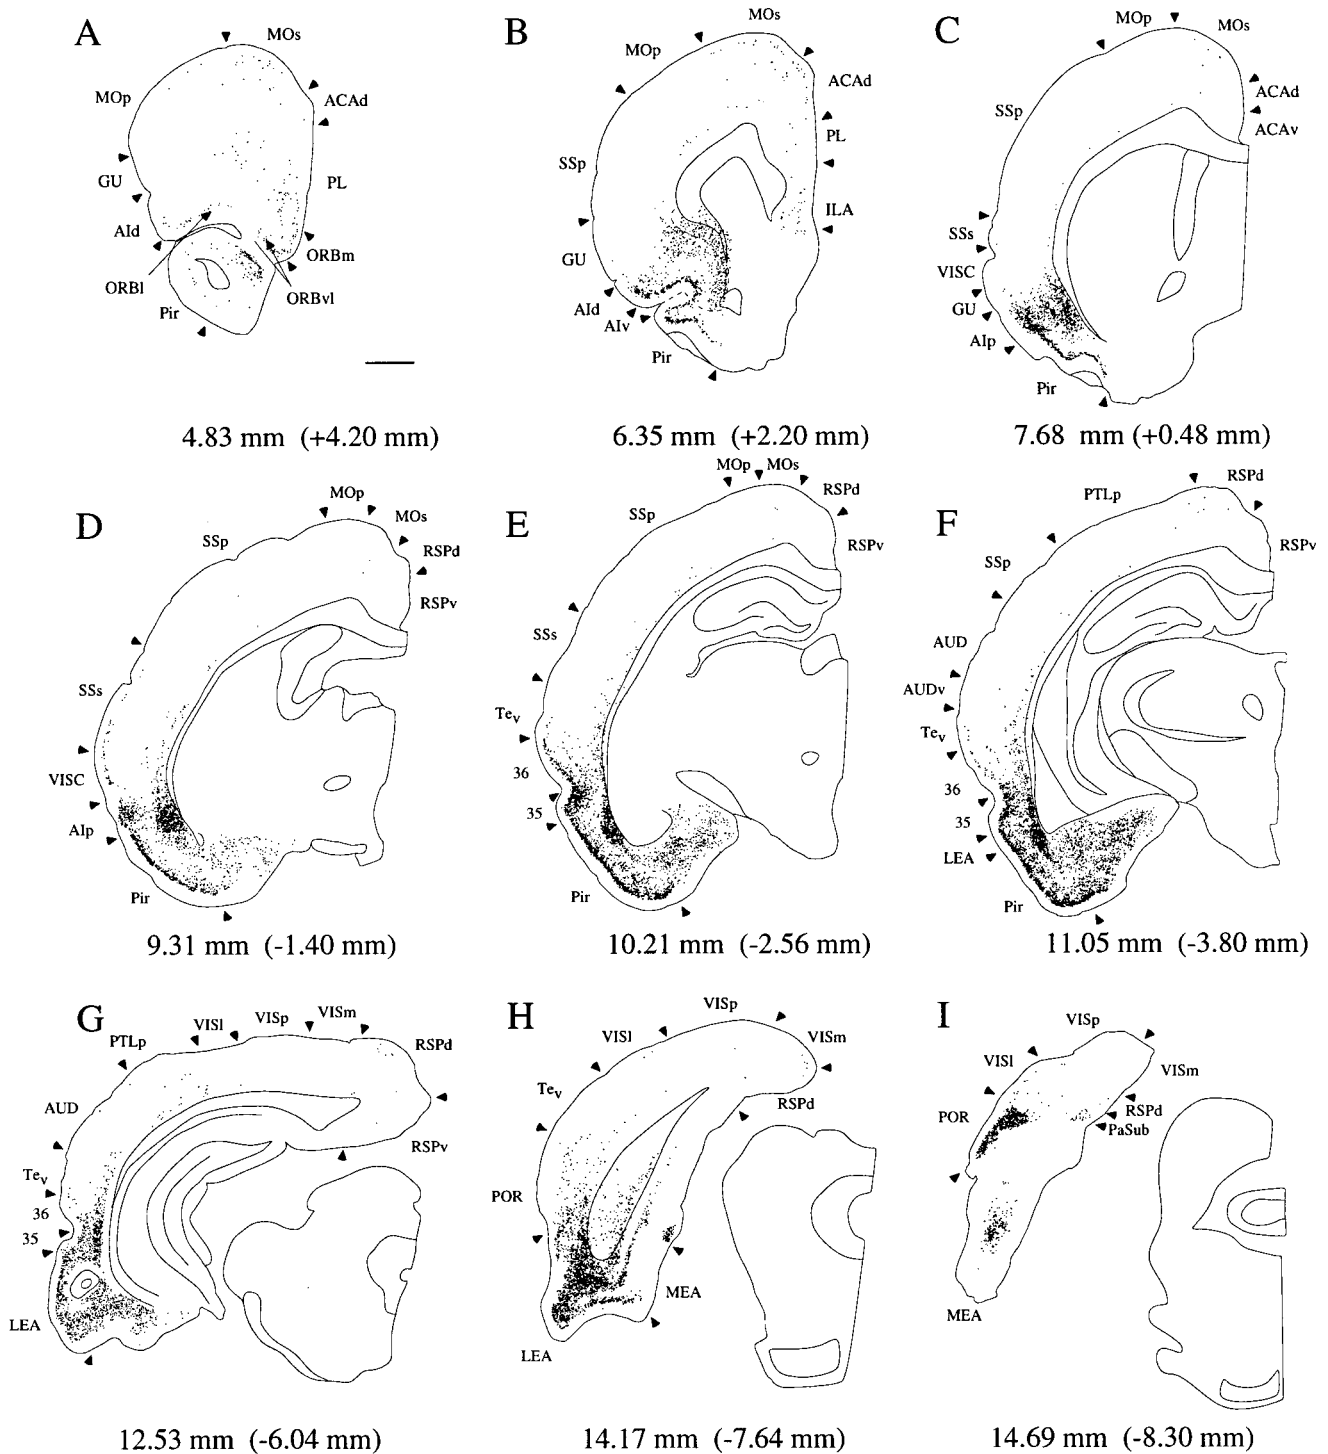 A
MOs
MOp
ACAd
GU
PL
AId
ORBm
ORBl
ORBvl
Pir
4.83 mm (+4.20 mm)
B
MOs
MOp
ACAd
PL
SSp
ILA
GU
AId
AIv
Pir
6.35 mm (+2.20 mm)
C
MOp
MOs
ACAd
ACAv
SSp
SSs
VISC
GU
AIp
Pir
7.68 mm (+0.48 mm)
D
MOp
MOs
SSp
RSPd
RSPv
SSs
VISC
AIp
Pir
9.31 mm (-1.40 mm)
E
MOp
MOs
RSPd
SSp
RSPv
SSs
Tev
36
35
Pir
10.21 mm (-2.56 mm)
F
PTLp
RSPd
RSPv
SSp
AUD
AUDv
Tev
36
35
LEA
Pir
11.05 mm (-3.80 mm)
G
VISl
VISp
VISm
PTLp
RSPd
AUD
RSPv
Tev
36
35
LEA
12.53 mm (-6.04 mm)
H
VISp
VISl
VISm
Tev
RSPd
POR
MEA
LEA
14.17 mm (-7.64 mm)
I
VISp
VISl
VISm
POR
RSPd
PaSub
MEA
14.69 mm (-8.30 mm)